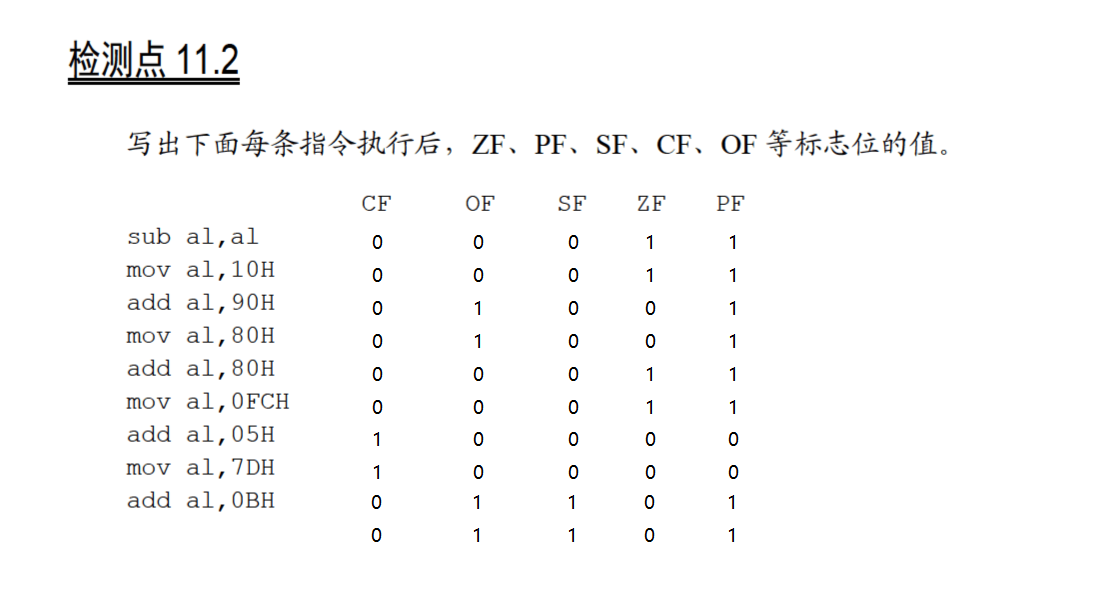 检测点 11.2
写出下面每条指令执行后，ZF、PF、SF、CF、OF 等标志位的值。
CF OF SF ZF PF
sub al,al 0 0 0 1 1
mov al,10H 0 0 0 1 1
add al,90H 0 1 0 0 1
mov al,80H 0 1 0 0 1
add al,80H 0 0 0 1 1
mov al,0FCH 0 0 0 1 1
add al,05H 1 0 0 0 0
mov al,7DH 1 0 0 0 0
add al,0BH 0 1 1 0 1
0 1 1 0 1